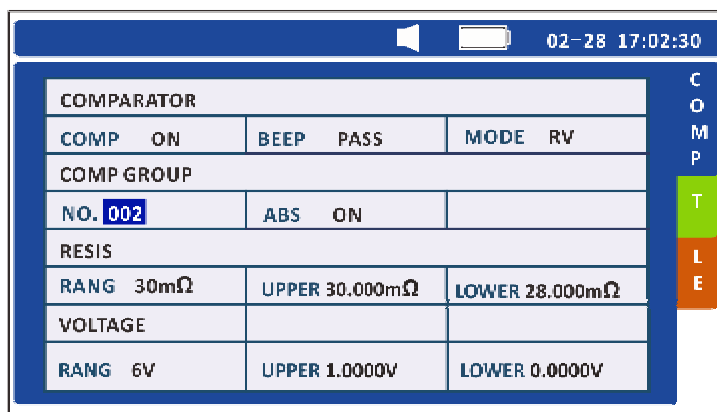 02-28 17:02:30
COMPARATOR
COMP ON BEEP PASS MODE RV
COMP GROUP
NO. 002 ABS ON
RESIS
RANG 30mΩ UPPER 30.000mΩ LOWER 28.000mΩ
VOLTAGE
RANG 6V UPPER 1.0000V LOWER 0.0000V
COMP
T
LE